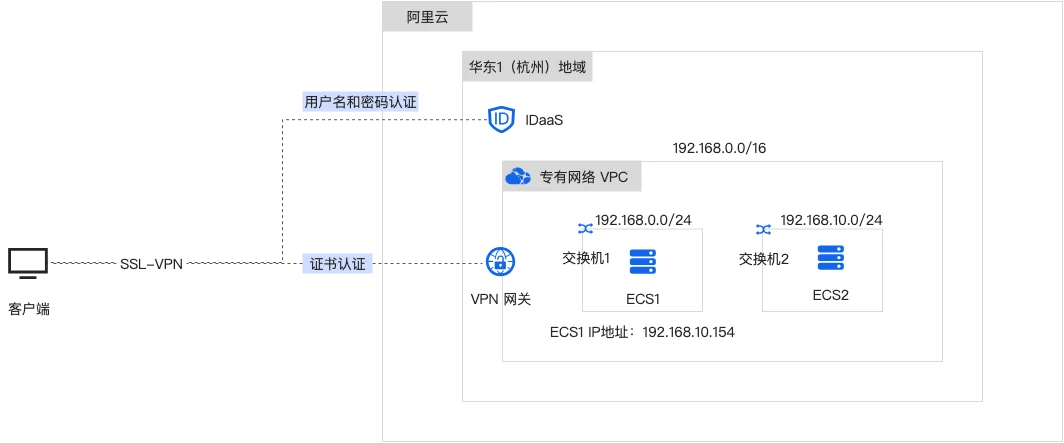 阿里云
华东1（杭州）地域
用户名和密码认证
IDaaS
192.168.0.0/16
专有网络 VPC
192.168.0.0/24
192.168.10.0/24
SSL-VPN
证书认证
交换机1
交换机2
客户端
VPN 网关
ECS1
ECS2
ECS1 IP地址：192.168.10.154